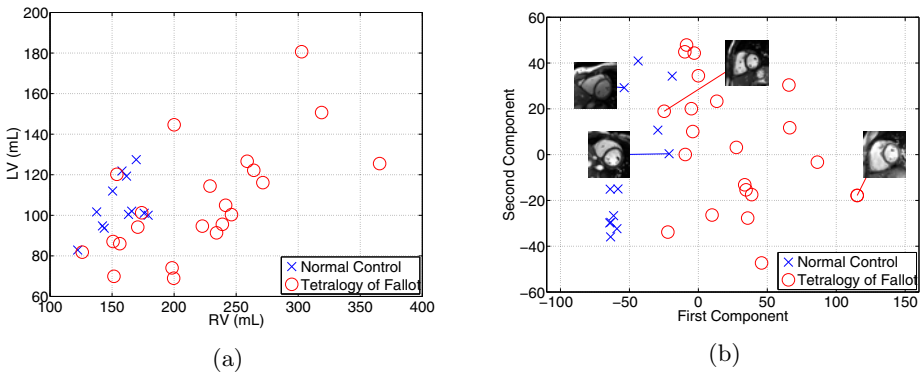 200
180
160
140
120
100
80
60
LV (mL)
100 150 200 250 300 350 400
RV (mL)
Normal Control
Tetralogy of Fallot
(a)
60
40
20
0
−20
−40
−60
Second Component
−100 −50 0 50 100 150
First Component
Normal Control
Tetralogy of Fallot
(b)